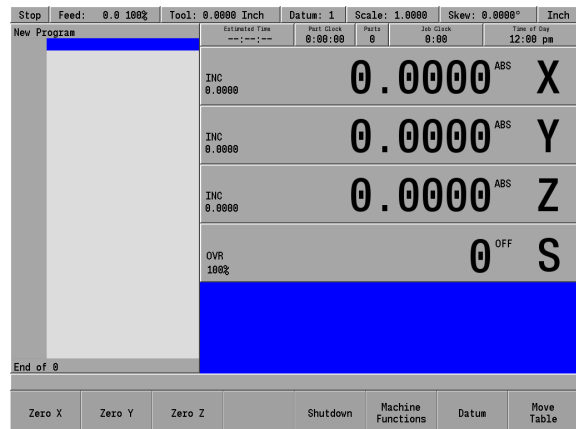 Stop Feed: 0.0 100% Tool: 0.0000 Inch Datum: 1 Scale: 1.0000 Skew: 0.0000° Inch
New Program
Estimated Time Part Clock Parts Job Clock Time of Day
--:--:-- 0:00:00 0 0:00 12:00 pm
INC 0.0000 ABS X
0.0000
INC 0.0000 ABS Y
0.0000
INC 0.0000 ABS Z
0.0000
OVR 0 OFF S
100%
End of 0
Zero X Zero Y Zero Z Shutdown Machine Functions Datum Move Table